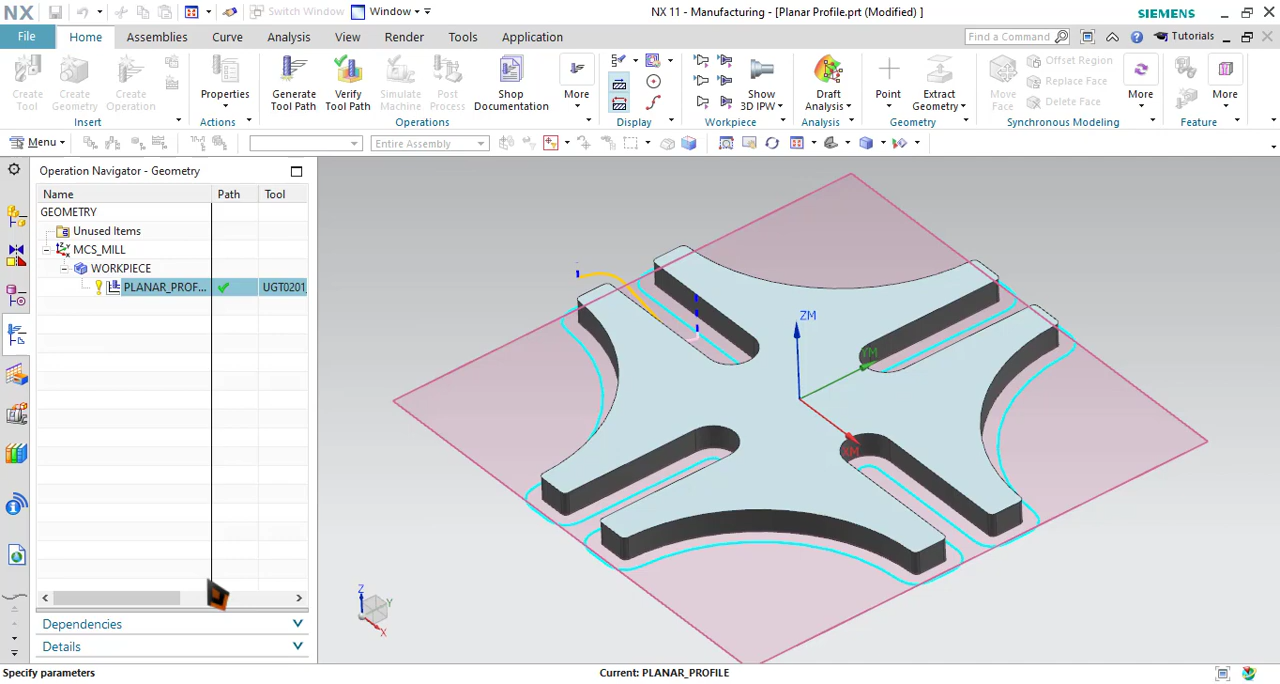 NX Switch Window Window NX 11 - Manufacturing - [Planar Profile.prt (Modified) ] SIEMENS
File Home Assemblies Curve Analysis View Render Tools Application Find a Command Tutorials
Create Tool Create Geometry Create Operation Properties Generate Tool Path Verify Tool Path Simulate Machine Post Process Shop Documentation More Show 3D IPW Draft Analysis Point Extract Geometry Move Face Offset Region Replace Face Delete Face More More
Insert Actions Operations Display Workpiece Analysis Geometry Synchronous Modeling Feature
Menu Entire Assembly
Operation Navigator - Geometry
Name Path Tool
GEOMETRY
Unused Items
MCS_MILL
WORKPIECE
PLANAR_PROF... UGT0201
ZM
YM
XM
Z
Y
X
Dependencies
Details
Specify parameters Current: PLANAR_PROFILE